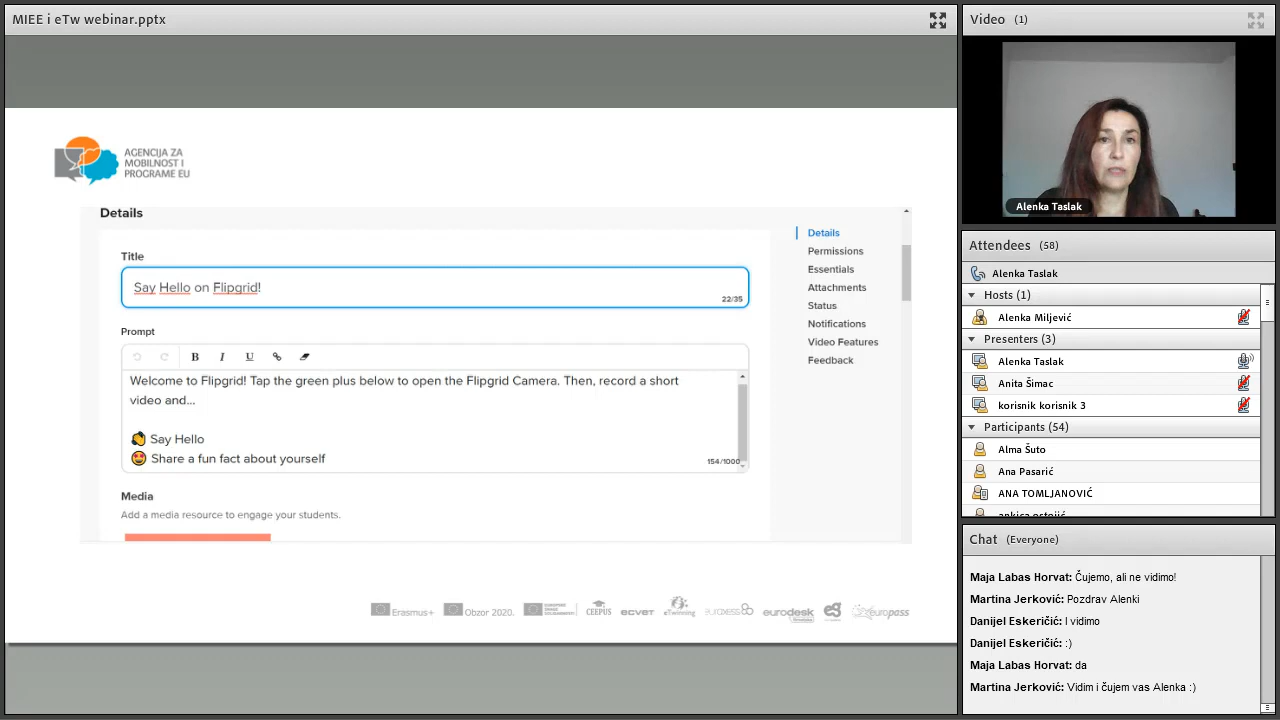 MIEE i eTw webinar.pptx
AGENCIJA ZA
MOBILNOST I
PROGRAME EU
Details
Title
Say Hello on Flipgrid!
22/35
Prompt
B I U
Welcome to Flipgrid! Tap the green plus below to open the Flipgrid Camera. Then, record a short
video and...
Say Hello
Share a fun fact about yourself
154/1000
Media
Add a media resource to engage your students.
Details
Permissions
Essentials
Attachments
Status
Notifications
Video Features
Feedback
Erasmus+
Obzor 2020.
CEEPUS
ECVET
eTwinning
euraxess
eurodesk
europass
Video (1)
Alenka Taslak
Attendees (58)
Alenka Taslak
Hosts (1)
Alenka Miljević
Presenters (3)
Alenka Taslak
Anita Šimac
korisnik korisnik 3
Participants (54)
Alma Šuto
Ana Pasarić
ANA TOMLJANOVIĆ
ankica ostojić
Chat (Everyone)
Maja Labas Horvat: Čujemo, ali ne vidimo!
Martina Jerković: Pozdrav Alenki
Danijel Eskeričić: I vidimo
Danijel Eskeričić: :)
Maja Labas Horvat: da
Martina Jerković: Vidim i čujem vas Alenka :)